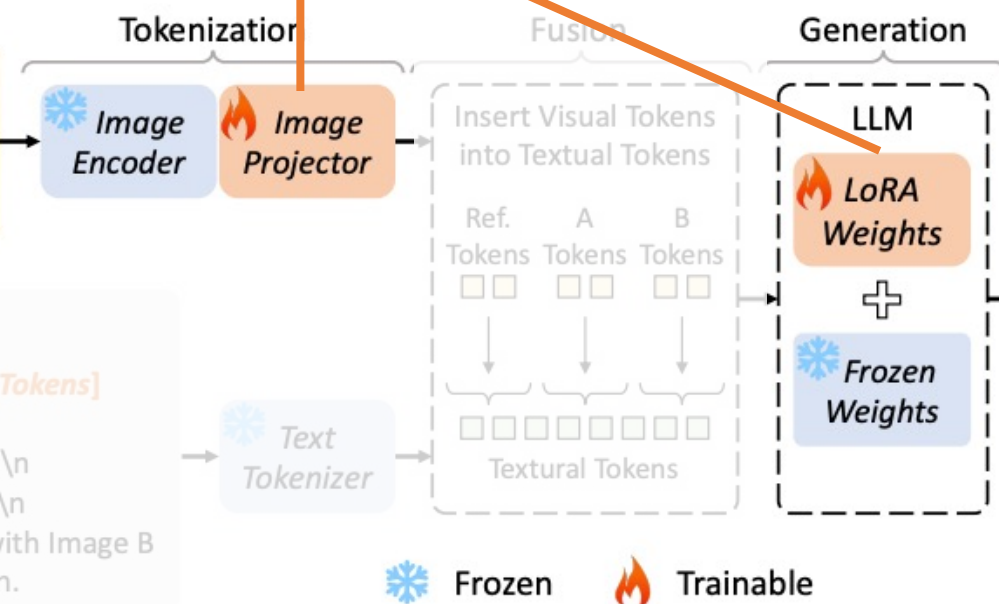 Tokenization
Fusion
Generation
Image
Encoder
Image
Projector
Insert Visual Tokens
into Textual Tokens
Ref.
Tokens
A
Tokens
B
Tokens
Textural Tokens
LLM
LoRA
Weights
Frozen
Weights
Tokens]
\n
\n
with Image B
n.
Text
Tokenizer
Frozen
Trainable